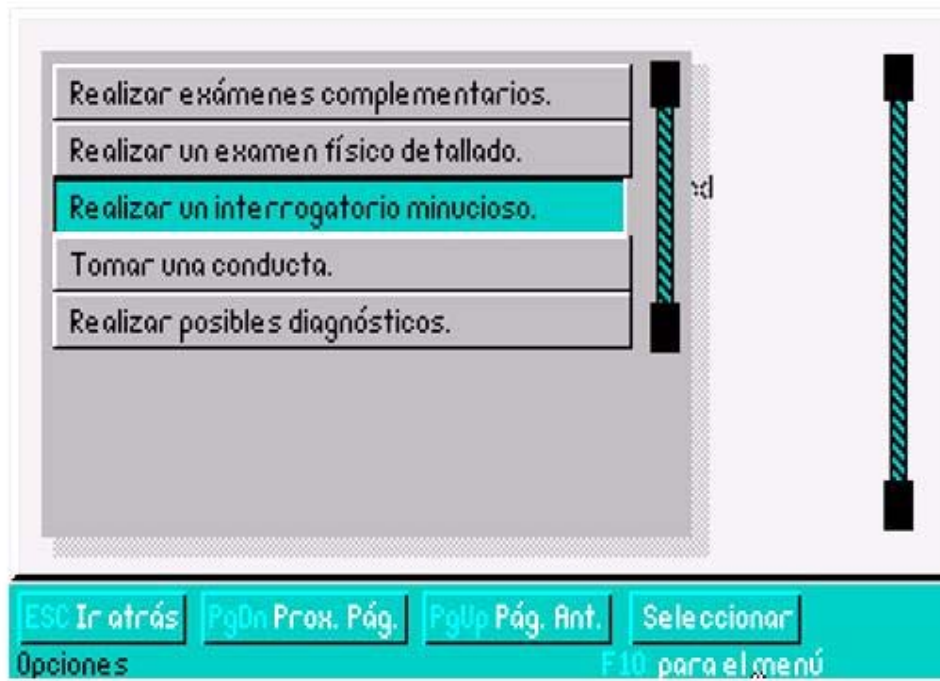 Realizar exámenes complementarios.
Realizar un examen físico detallado.
Realizar un interrogatorio minucioso.
Tomar una conducta.
Realizar posibles diagnósticos.
ESC Ir atrás PgDn Prox. Pág. PgUp Pág. Ant. Seleccionar
Opciones F10 para el menú